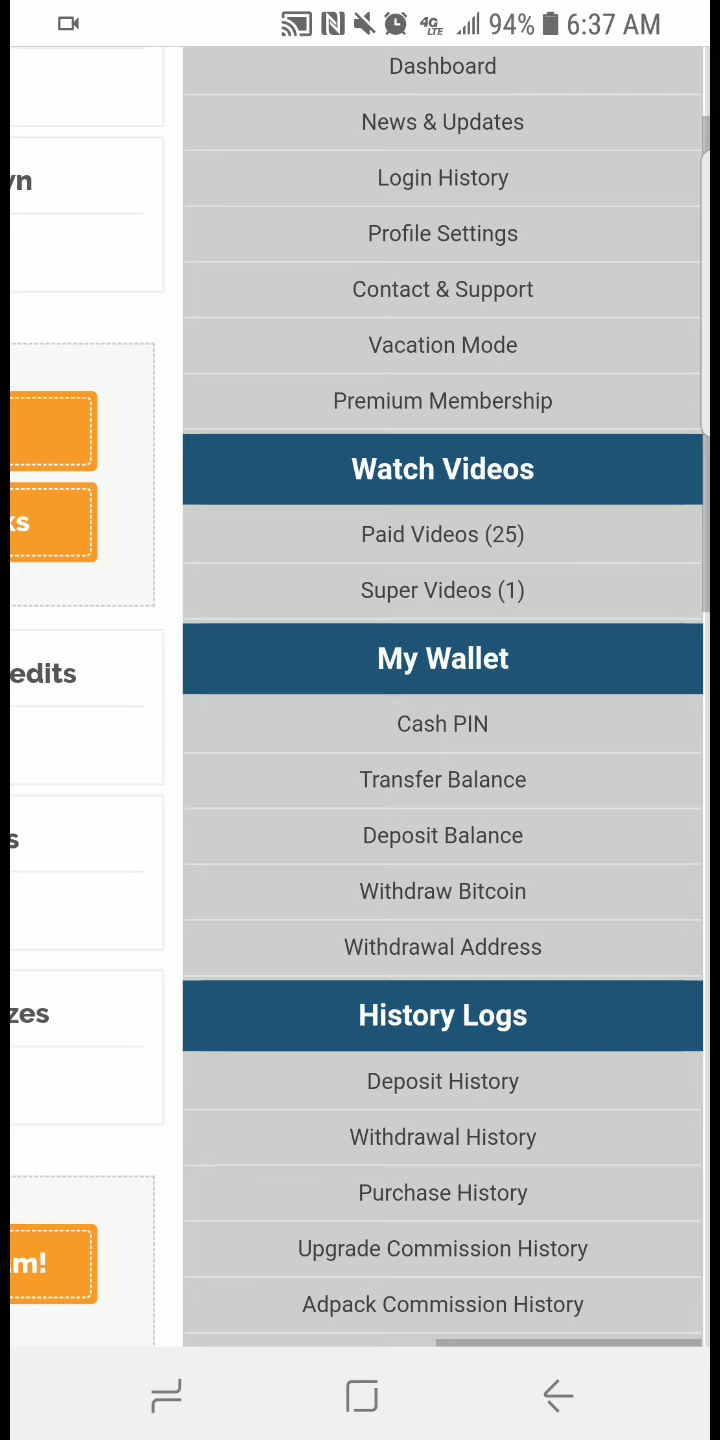 4G LTE 94% 6:37 AM
Dashboard
News & Updates
Login History
Profile Settings
Contact & Support
Vacation Mode
Premium Membership
Watch Videos
Paid Videos (25)
Super Videos (1)
My Wallet
Cash PIN
Transfer Balance
Deposit Balance
Withdraw Bitcoin
Withdrawal Address
History Logs
Deposit History
Withdrawal History
Purchase History
Upgrade Commission History
Adpack Commission History